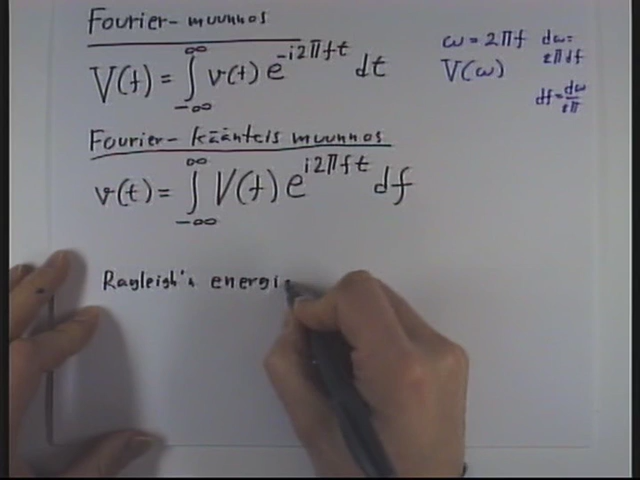 Fourier-muunnos
V(f) = ∫_{-∞}^{∞} v(t) e^{-i2πft} dt
ω = 2πf dω = 2πdf
V(ω)
df = dω/2π
Fourier-käänteismuunnos
v(t) = ∫_{-∞}^{∞} V(f) e^{i2πft} df
Rayleigh'n energi